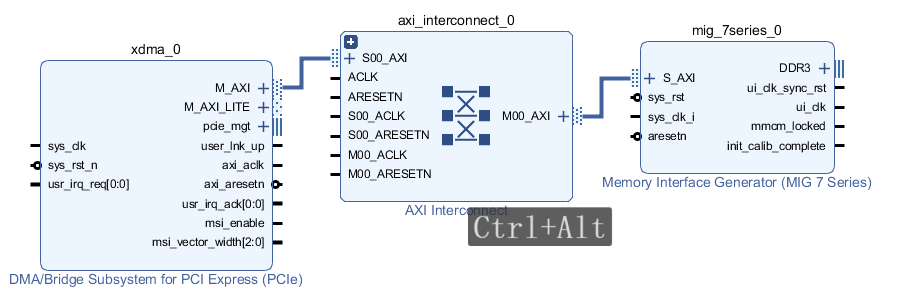 xdma_0
M_AXI
M_AXI_LITE
pcie_mgt
sys_clk
user_lnk_up
sys_rst_n
axi_aclk
usr_irq_req[0:0]
axi_aresetn
usr_irq_ack[0:0]
msi_enable
msi_vector_width[2:0]
DMA/Bridge Subsystem for PCI Express (PCIe)
axi_interconnect_0
S00_AXI
ACLK
ARESETN
S00_ACLK
M00_AXI
S00_ARESETN
M00_ACLK
M00_ARESETN
AXI Interconnect
Ctrl+Alt
mig_7series_0
DDR3
S_AXI
ui_clk_sync_rst
sys_rst
ui_clk
sys_clk_i
mmcm_locked
aresetn
init_calib_complete
Memory Interface Generator (MIG 7 Series)